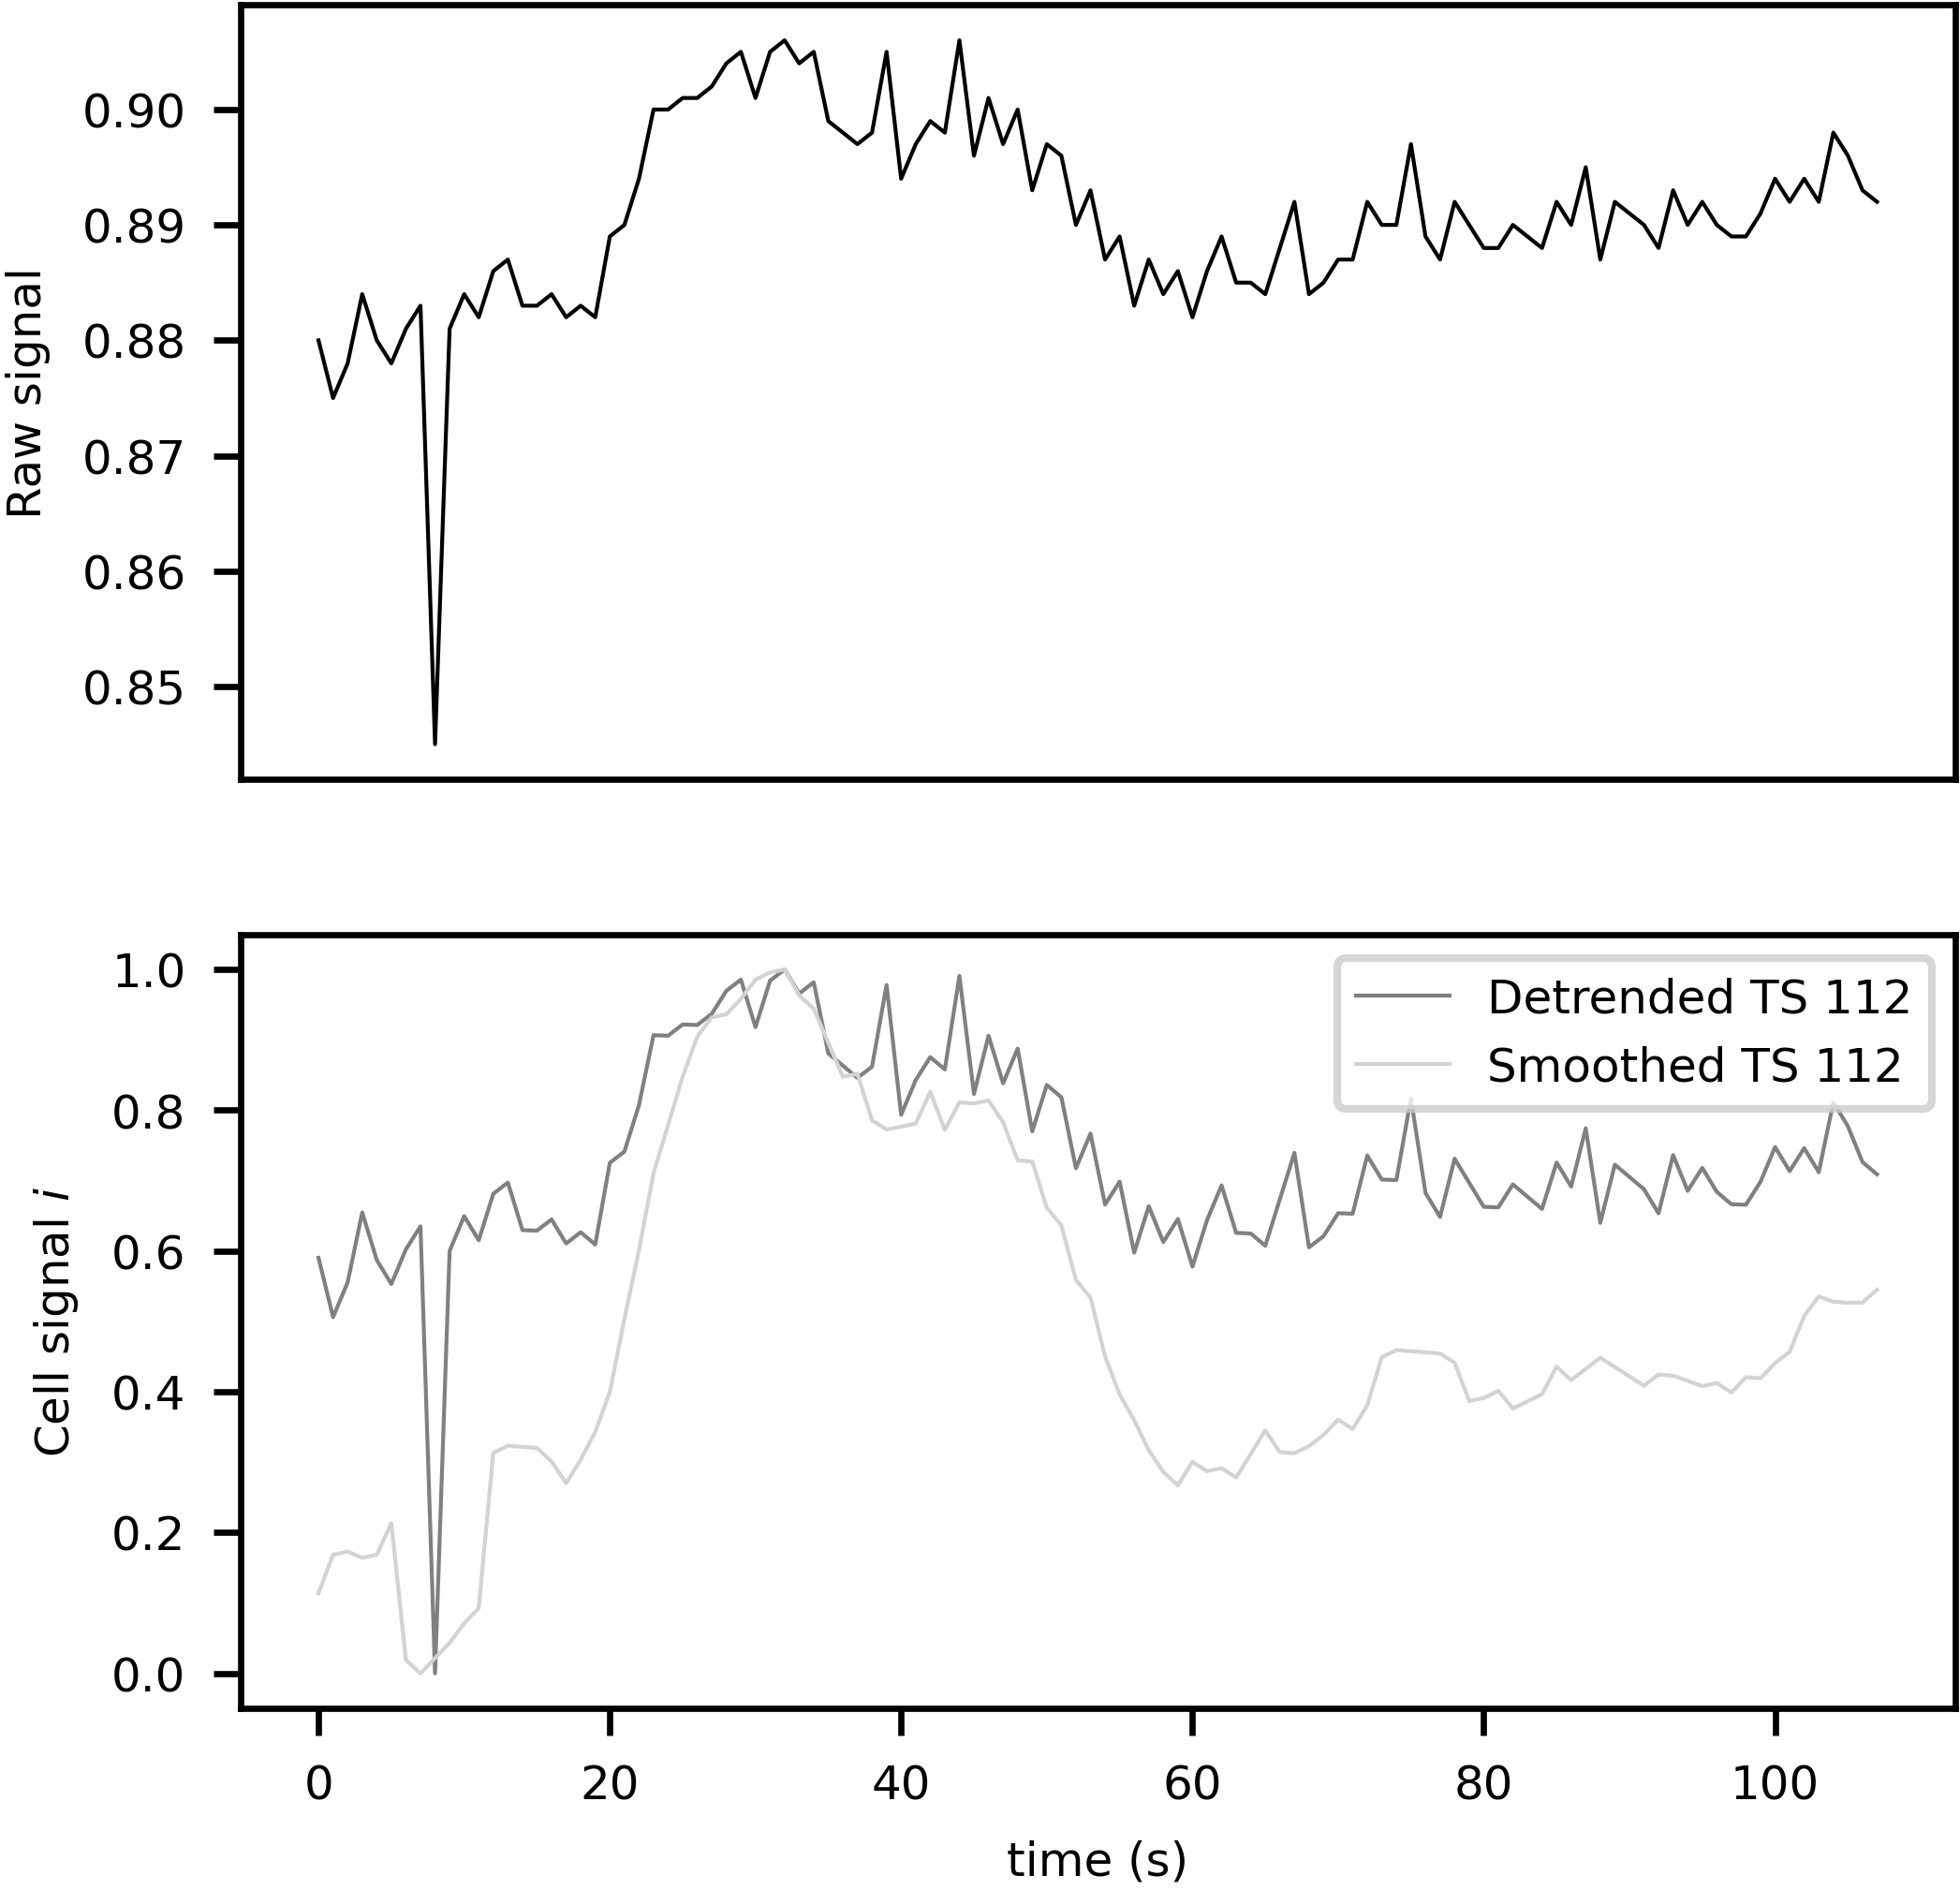 0.90
0.89
0.88
0.87
0.86
0.85
Raw signal
1.0
0.8
0.6
0.4
0.2
0.0
Cell signal i
Detrended TS 112
Smoothed TS 112
0 20 40 60 80 100
time (s)